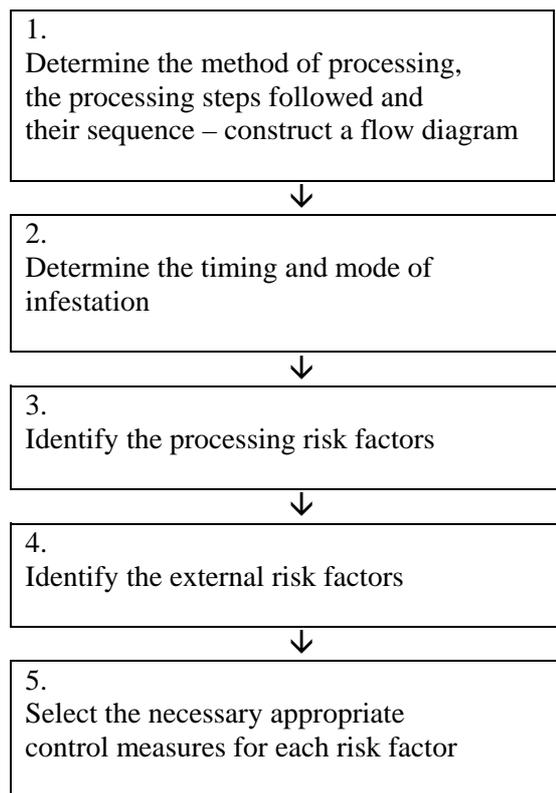 1.
Determine the method of processing,
the processing steps followed and
their sequence – construct a flow diagram
2.
Determine the timing and mode of
infestation
3.
Identify the processing risk factors
4.
Identify the external risk factors
5.
Select the necessary appropriate
control measures for each risk factor